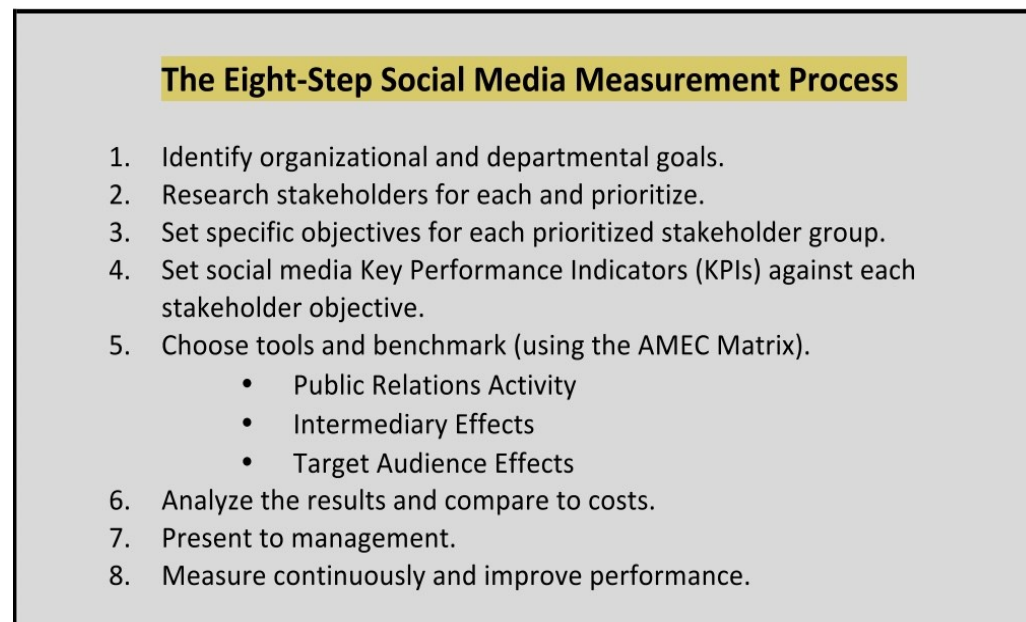 The Eight-Step Social Media Measurement Process
1. Identify organizational and departmental goals.
2. Research stakeholders for each and prioritize.
3. Set specific objectives for each prioritized stakeholder group.
4. Set social media Key Performance Indicators (KPIs) against each
stakeholder objective.
5. Choose tools and benchmark (using the AMEC Matrix).
• Public Relations Activity
• Intermediary Effects
• Target Audience Effects
6. Analyze the results and compare to costs.
7. Present to management.
8. Measure continuously and improve performance.